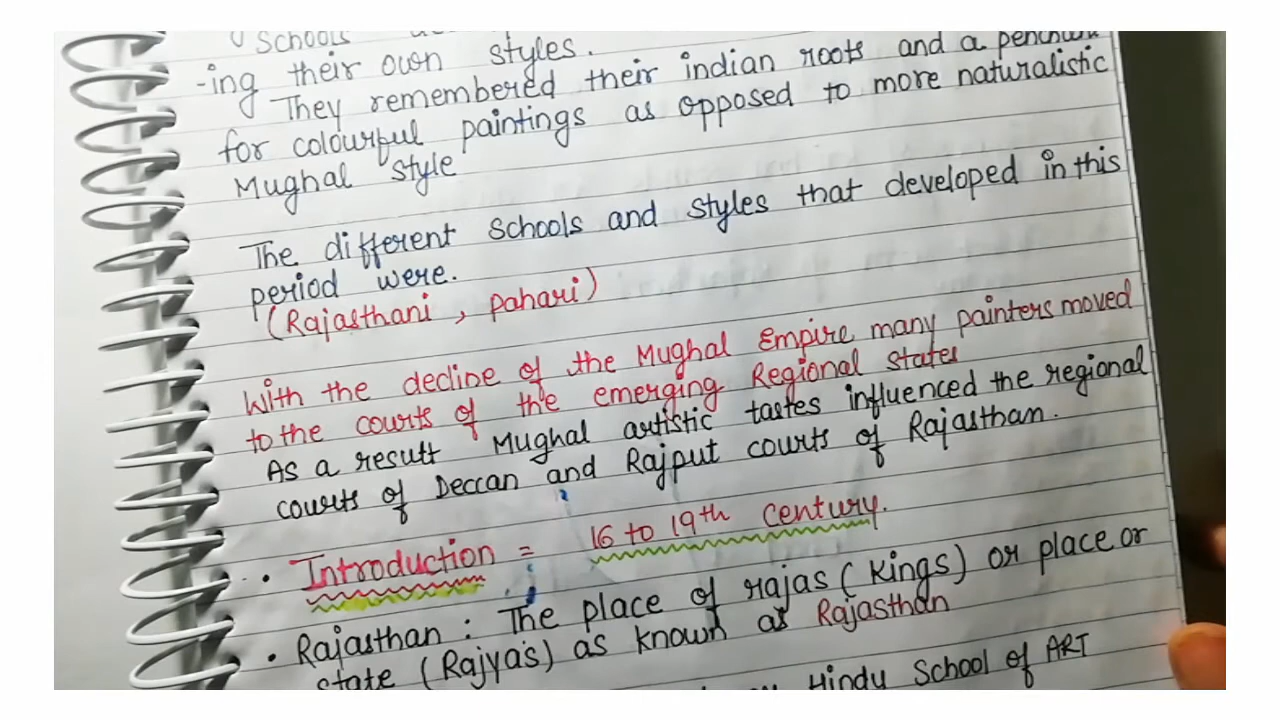 Schools
-ing their own styles.
They remembered their indian roots and a penchant
for colourful paintings as opposed to more naturalistic
Mughal style
The different schools and styles that developed in this
period were.
(Rajasthani, pahari)
With the decline of the Mughal Empire many painters moved
to the courts of the emerging Regional States
As a result Mughal artistic tastes influenced the regional
courts of Deccan and Rajput courts of Rajasthan.
• Introduction = 16 to 19th century.
• Rajasthan : The place of rajas (kings) or place or
state (Rajya's) as known as Rajasthan
Hindu School of ART